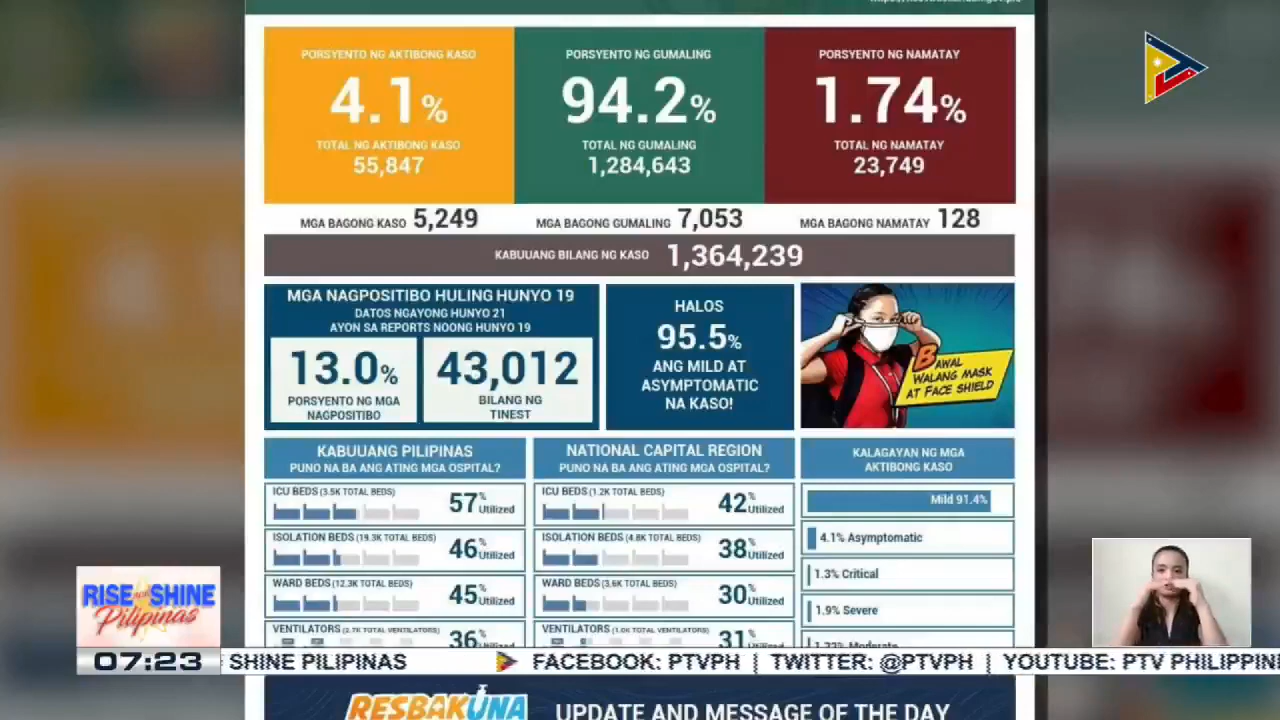 PORSYENTO NG AKTIBONG KASO
4.1%
TOTAL NG AKTIBONG KASO
55,847
PORSYENTO NG GUMALING
94.2%
TOTAL NG GUMALING
1,284,643
PORSYENTO NG NAMATAY
1.74%
TOTAL NG NAMATAY
23,749
MGA BAGONG KASO 5,249
MGA BAGONG GUMALING 7,053
MGA BAGONG NAMATAY 128
KABUUANG BILANG NG KASO 1,364,239
MGA NAGPOSITIBO HULING HUNYO 19
DATOS NGAYONG HUNYO 21
AYON SA REPORTS NOONG HUNYO 19
13.0%
PORSYENTO NG MGA
NAGPOSITIBO
43,012
BILANG NG
TINEST
HALOS
95.5%
ANG MILD AT
ASYMPTOMATIC
NA KASO!
BAWAL
WALANG MASK
AT FACE SHIELD
KABUUANG PILIPINAS
PUNO NA BA ANG ATING MGA OSPITAL?
ICU BEDS (3.5K TOTAL BEDS)
57% Utilized
ISOLATION BEDS (19.3K TOTAL BEDS)
46% Utilized
WARD BEDS (12.3K TOTAL BEDS)
45% Utilized
VENTILATORS (2.7K TOTAL VENTILATORS)
36% Utilized
NATIONAL CAPITAL REGION
PUNO NA BA ANG ATING MGA OSPITAL?
ICU BEDS (1.2K TOTAL BEDS)
42% Utilized
ISOLATION BEDS (4.8K TOTAL BEDS)
38% Utilized
WARD BEDS (3.6K TOTAL BEDS)
30% Utilized
VENTILATORS (1.0K TOTAL VENTILATORS)
31% Utilized
KALAGAYAN NG MGA
AKTIBONG KASO
Mild 91.4%
4.1% Asymptomatic
1.3% Critical
1.9% Severe
RISE and SHINE
Pilipinas
07:23
SHINE PILIPINAS FACEBOOK: PTVPH | TWITTER: @PTVPH | YOUTUBE: PTV PHILIPPIN
RESBAKUNA
UPDATE AND MESSAGE OF THE DAY